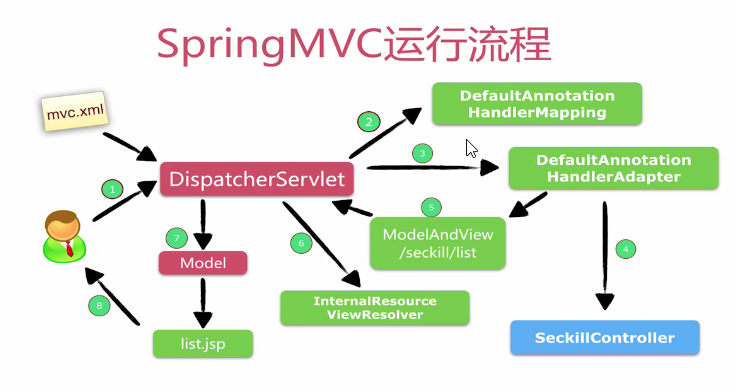 SpringMVC运行流程
mvc.xml
DefaultAnnotation
HandlerMapping
2
3
DefaultAnnotation
HandlerAdapter
DispatcherServlet
1
5
ModelAndView
/seckill/list
7
6
4
Model
InternalResource
ViewResolver
8
list.jsp
SeckillController